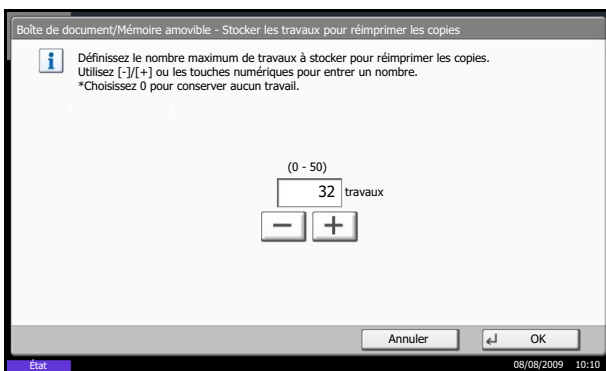 Boîte de document/Mémoire amovible - Stocker les travaux pour réimprimer les copies
Définissez le nombre maximum de travaux à stocker pour réimprimer les copies.
Utilisez [-]/[+] ou les touches numériques pour entrer un nombre.
*Choisissez 0 pour conserver aucun travail.
(0 - 50)
32 travaux
Annuler
OK
État
08/08/2009 10:10